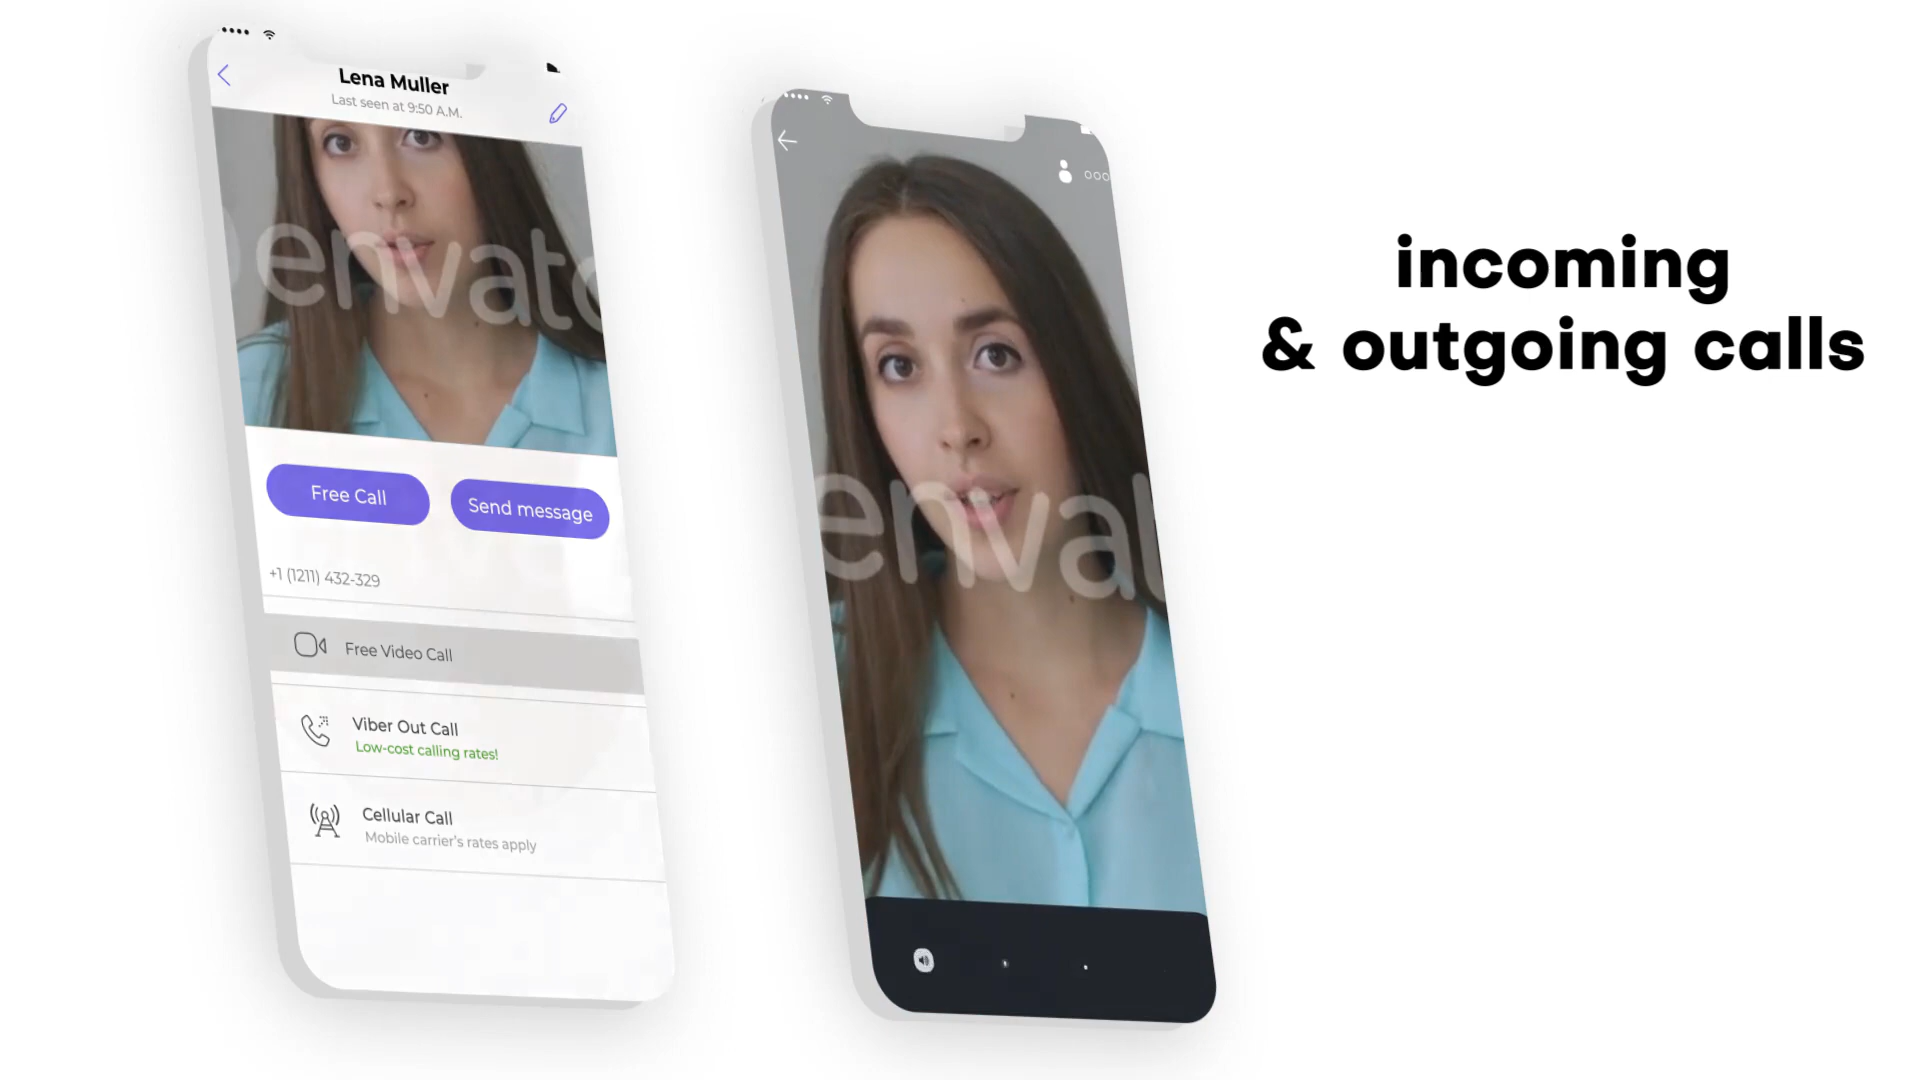 Lena Muller
Last seen at 9:50 A.M.
envato
Free Call
Send message
+1 (1211) 432-329
Free Video Call
Viber Out Call
Low-cost calling rates!
Cellular Call
Mobile carrier's rates apply
enval
incoming
& outgoing calls